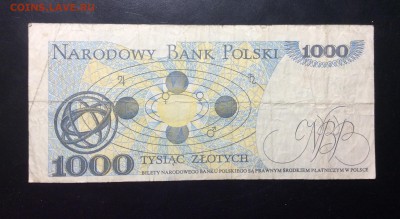 COINS.LAVE.RU
NARODOWY BANK POLSKI 1000
1000 TYSIĄC ZŁOTYCH
NBP
BILETY NARODOWEGO BANKU POLSKIEGO SĄ PRAWNYM ŚRODKIEM PŁATNICZYM W POLSCE